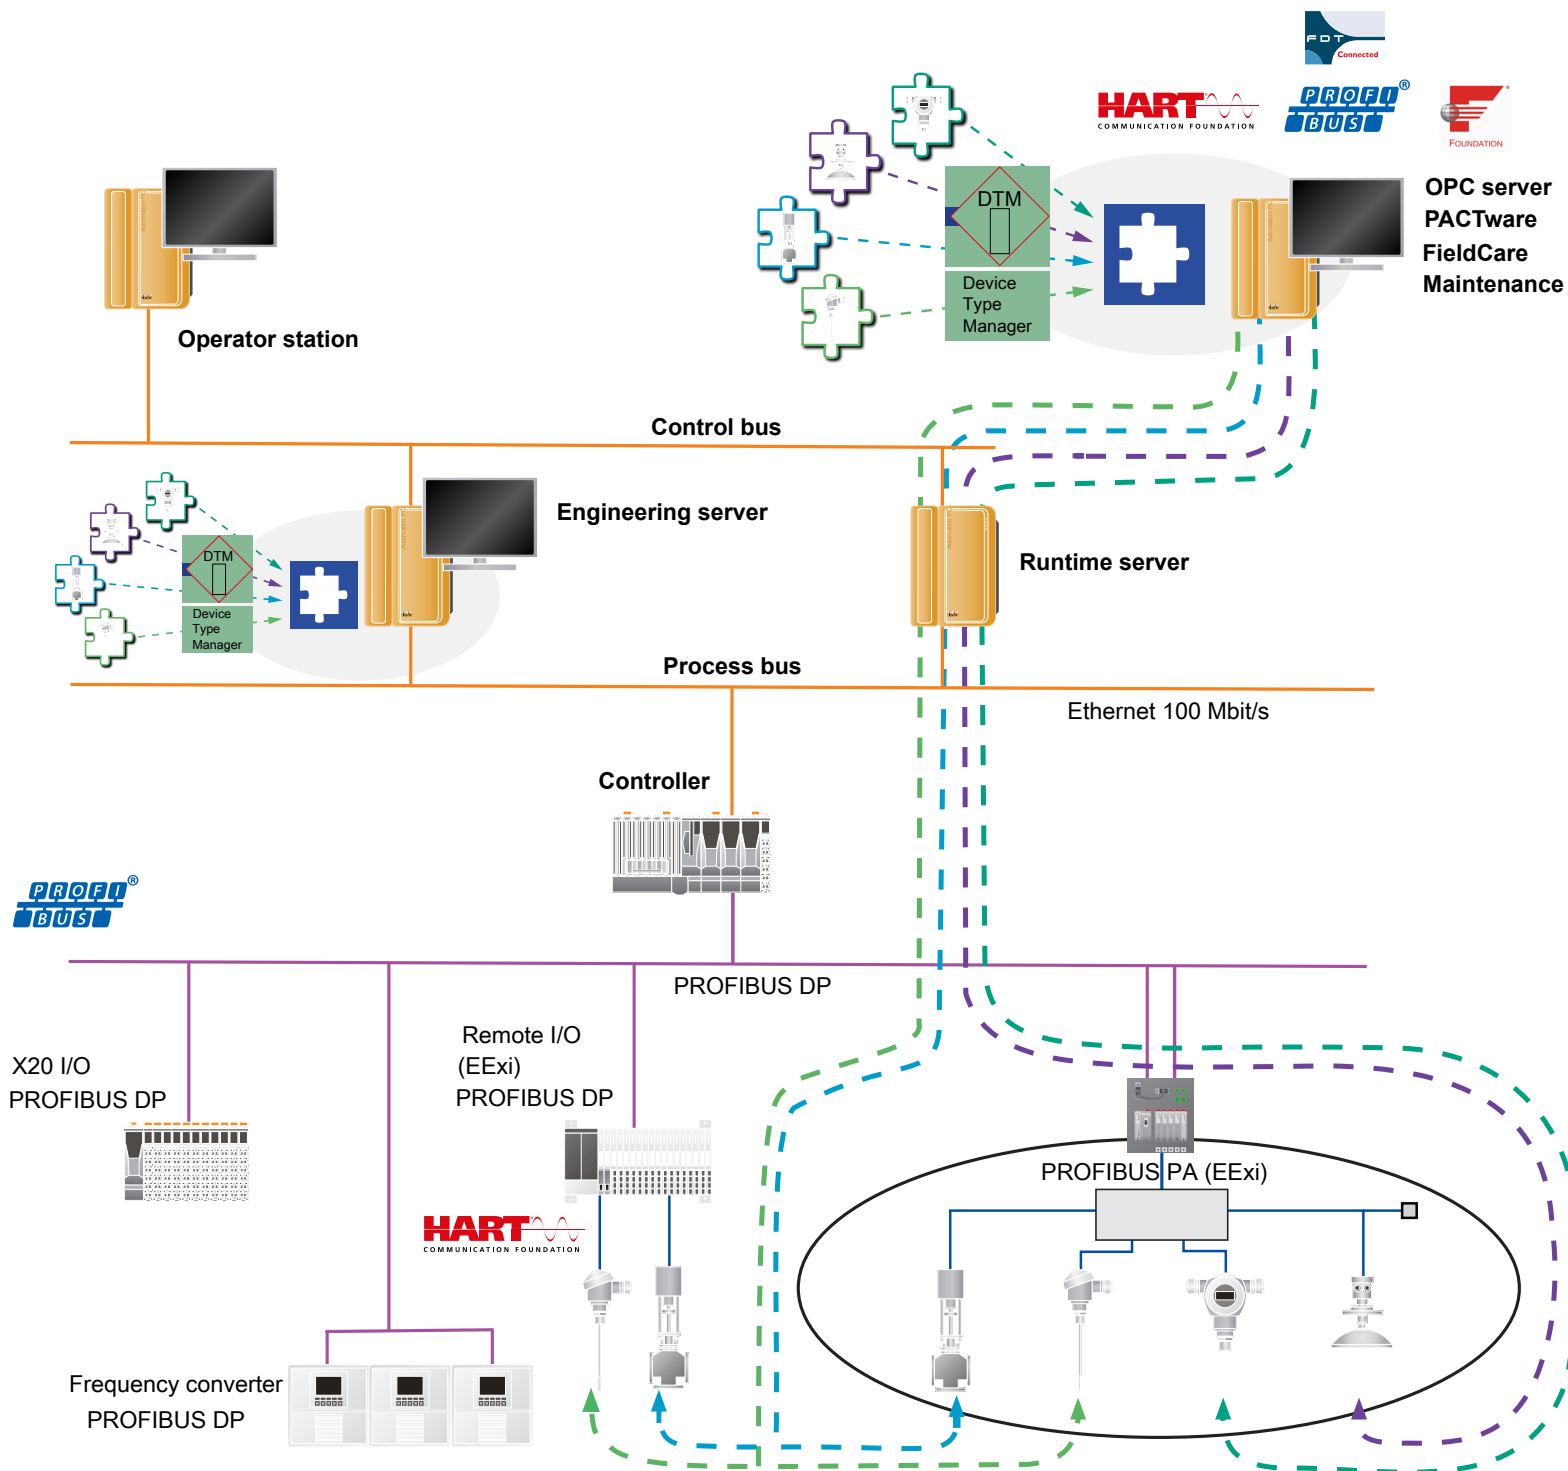 FDT
Connected
HART
COMMUNICATION FOUNDATION
PROFI®
BUS
FOUNDATION
OPC server
PACTware
FieldCare
Maintenance
DTM
Device
Type
Manager
Operator station
Control bus
Engineering server
Runtime server
DTM
Device
Type
Manager
Process bus
Ethernet 100 Mbit/s
Controller
PROFI®
BUS
PROFIBUS DP
X20 I/O
PROFIBUS DP
Remote I/O
(EExi)
PROFIBUS DP
PROFIBUS PA (EExi)
HART
COMMUNICATION FOUNDATION
Frequency converter
PROFIBUS DP